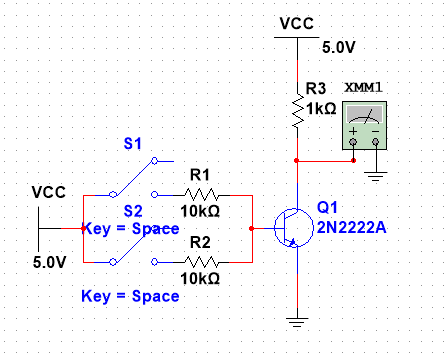 VCC
5.0V
R3
1kΩ
XMM1
S1
R1
10kΩ
VCC
5.0V
S2
Key = Space
R2
10kΩ
Key = Space
Q1
2N2222A